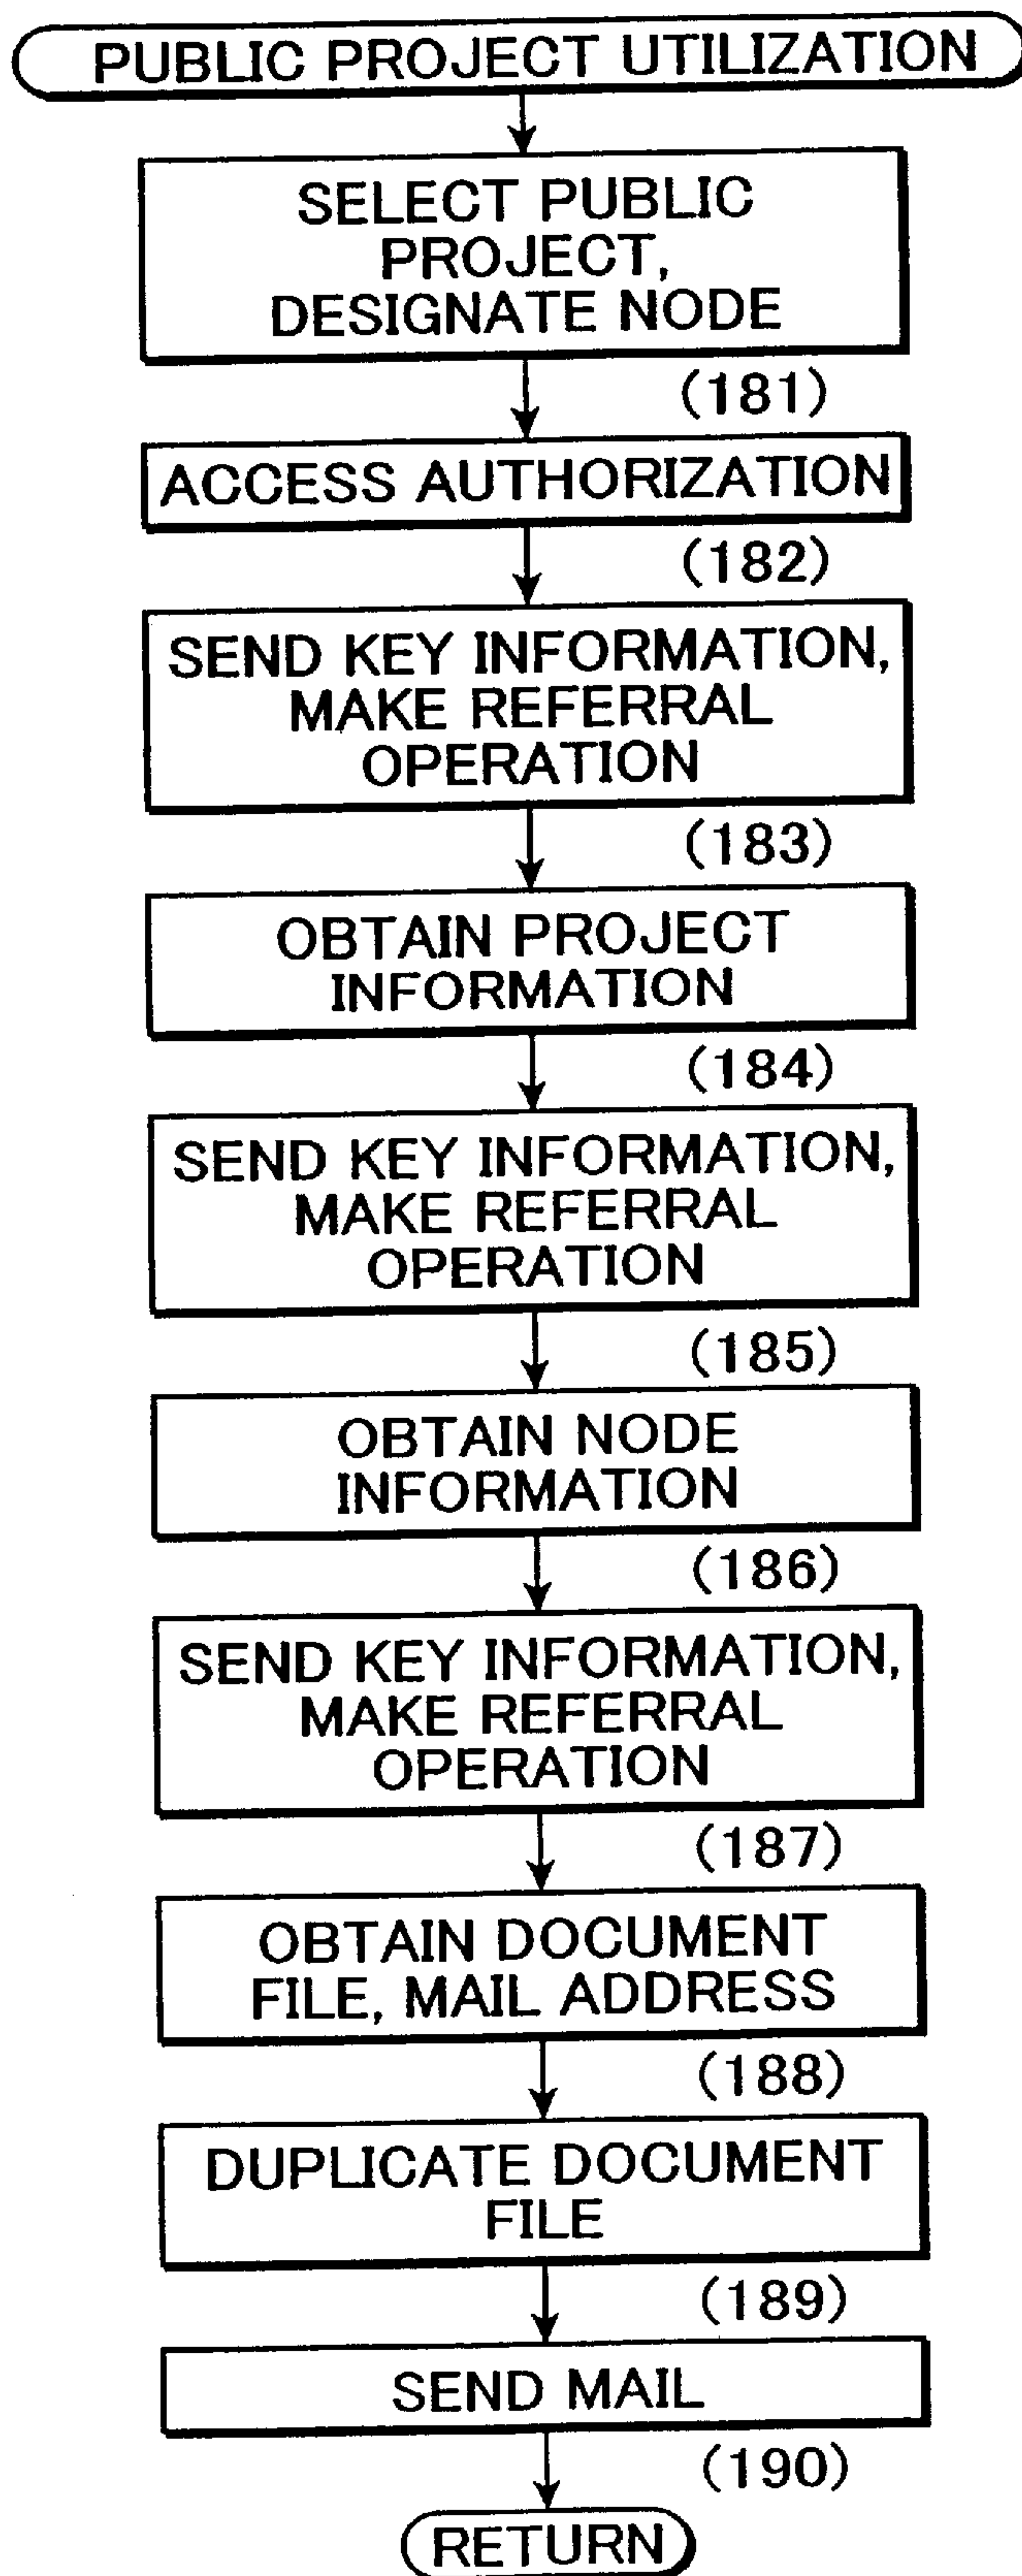 PUBLIC PROJECT UTILIZATION
SELECT PUBLIC
PROJECT,
DESIGNATE NODE
(181)
ACCESS AUTHORIZATION
(182)
SEND KEY INFORMATION,
MAKE REFERRAL
OPERATION
(183)
OBTAIN PROJECT
INFORMATION
(184)
SEND KEY INFORMATION,
MAKE REFERRAL
OPERATION
(185)
OBTAIN NODE
INFORMATION
(186)
SEND KEY INFORMATION,
MAKE REFERRAL
OPERATION
(187)
OBTAIN DOCUMENT
FILE, MAIL ADDRESS
(188)
DUPLICATE DOCUMENT
FILE
(189)
SEND MAIL
(190)
RETURN